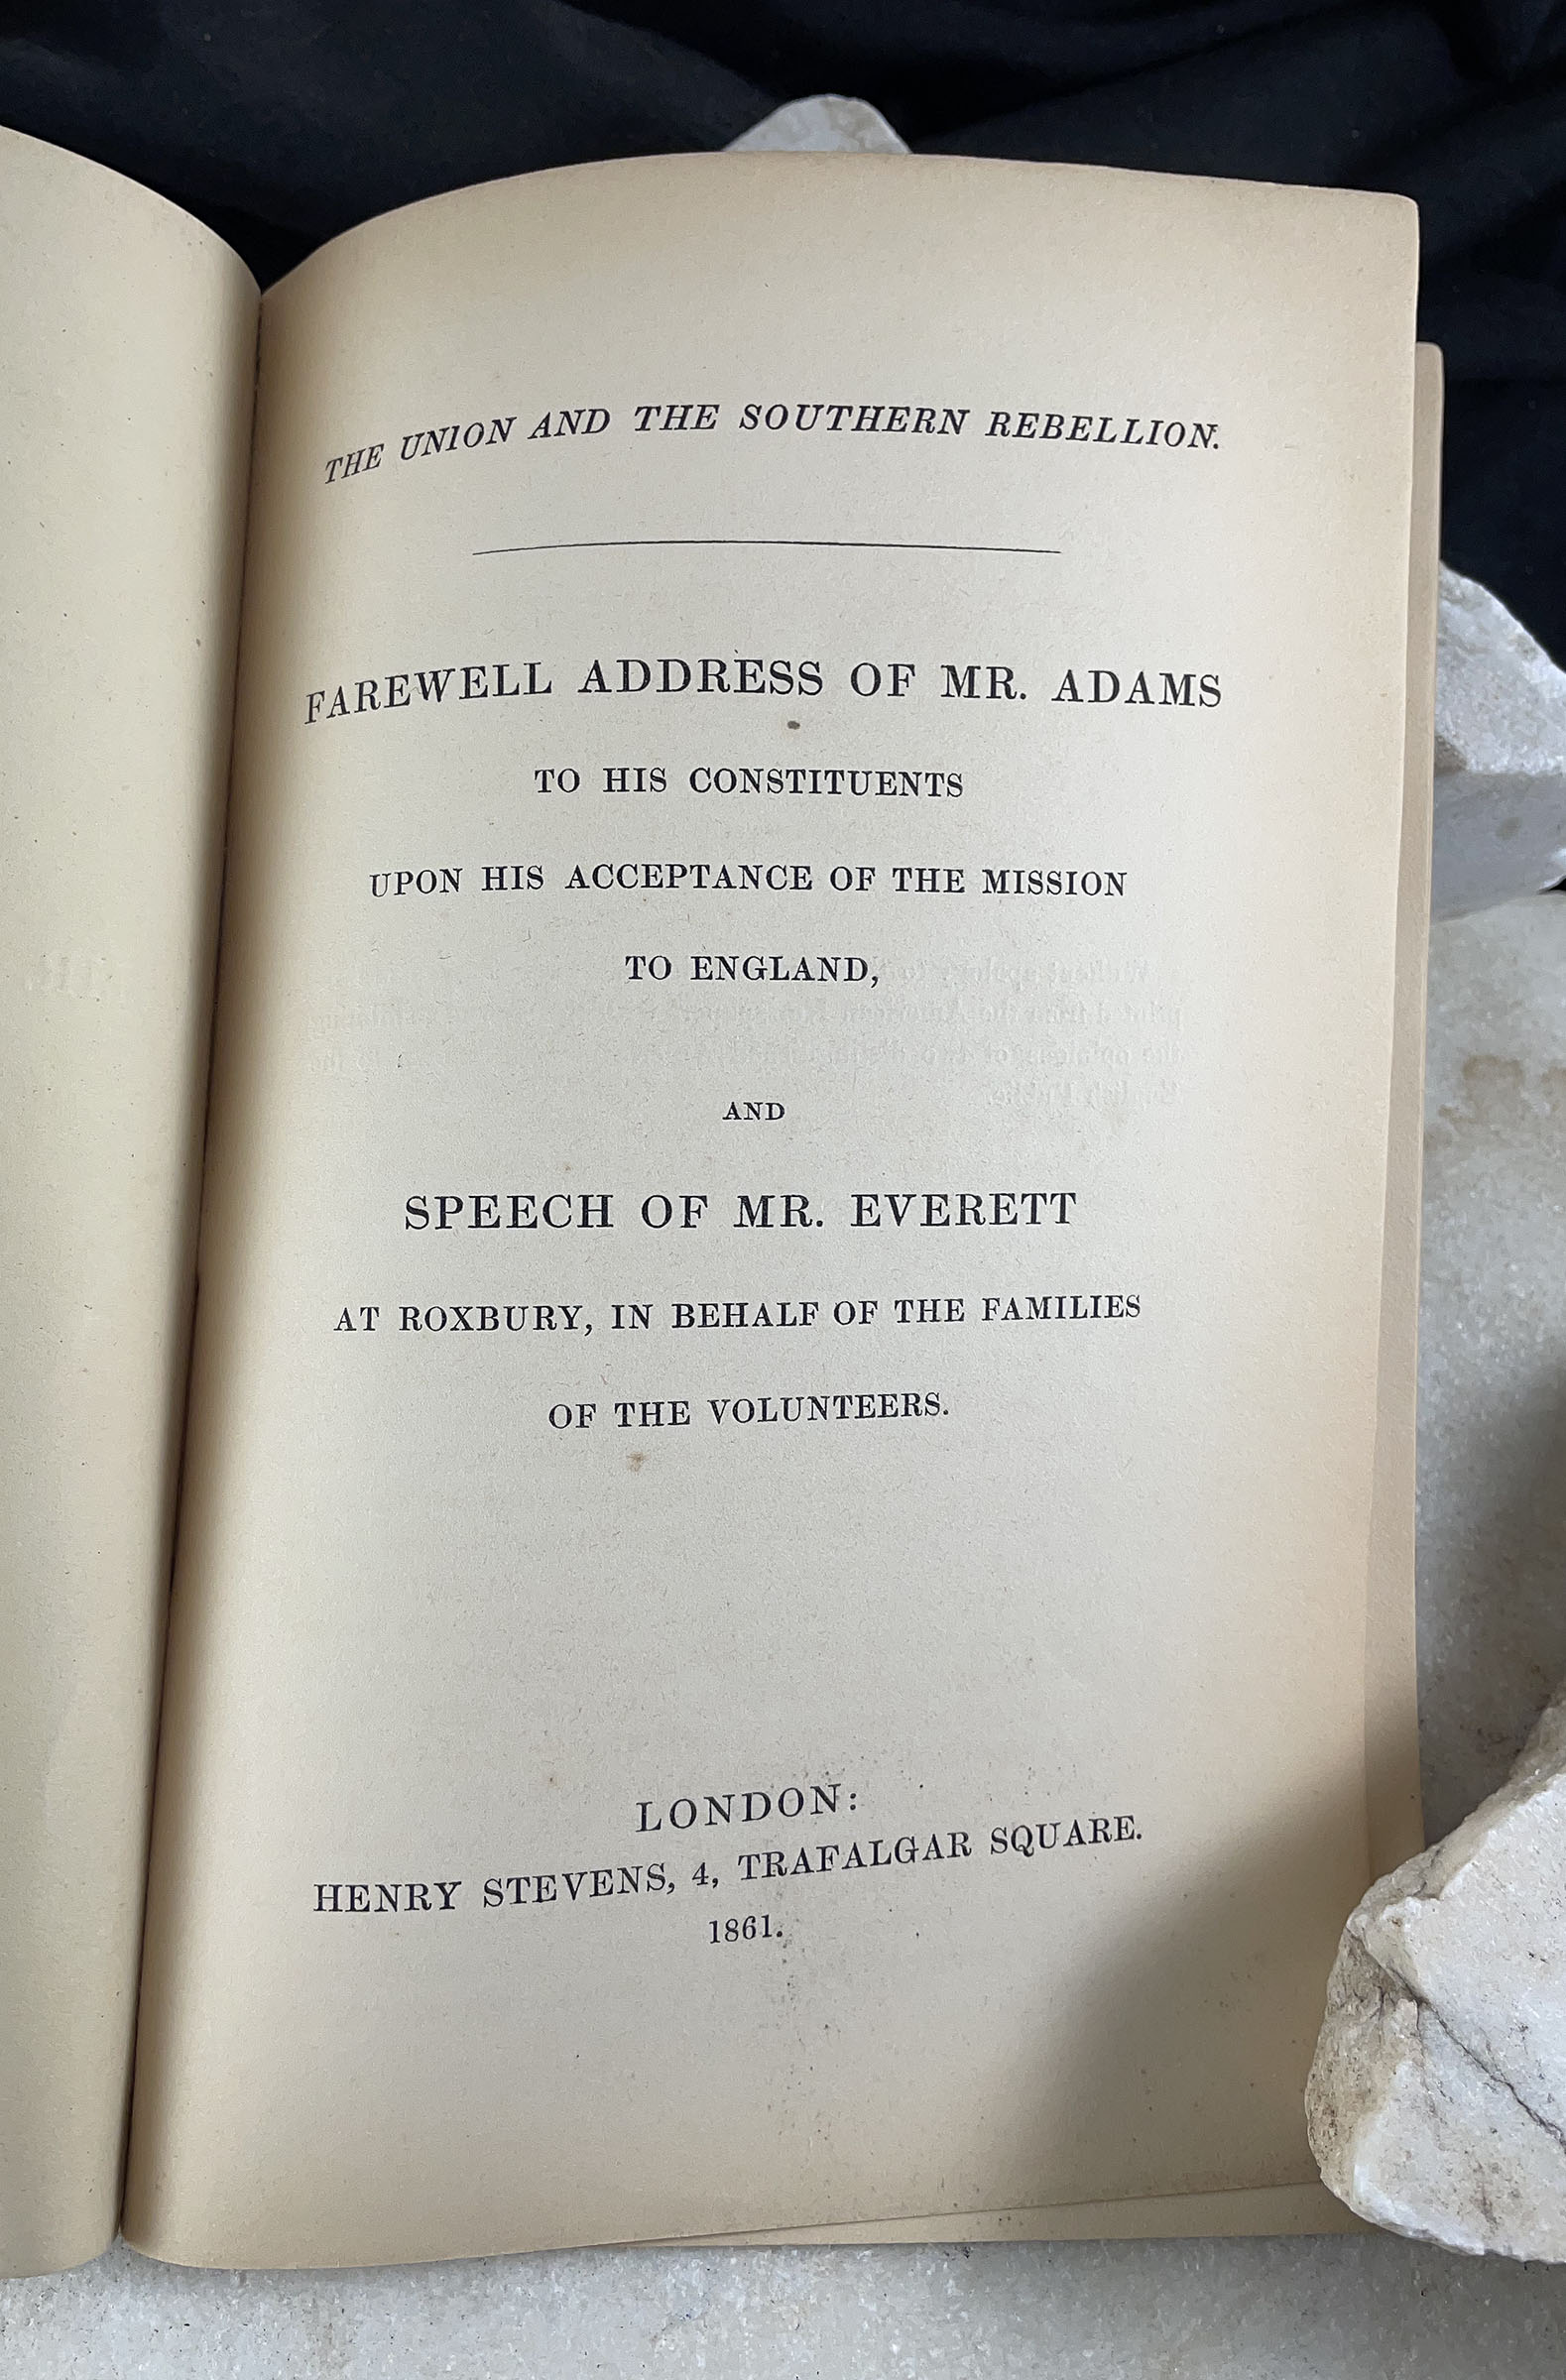 THE UNION AND THE SOUTHERN REBELLION.
FAREWELL ADDRESS OF MR. ADAMS
TO HIS CONSTITUENTS
UPON HIS ACCEPTANCE OF THE MISSION
TO ENGLAND,
AND
SPEECH OF MR. EVERETT
AT ROXBURY, IN BEHALF OF THE FAMILIES
OF THE VOLUNTEERS.
LONDON:
HENRY STEVENS, 4, TRAFALGAR SQUARE.
1861.